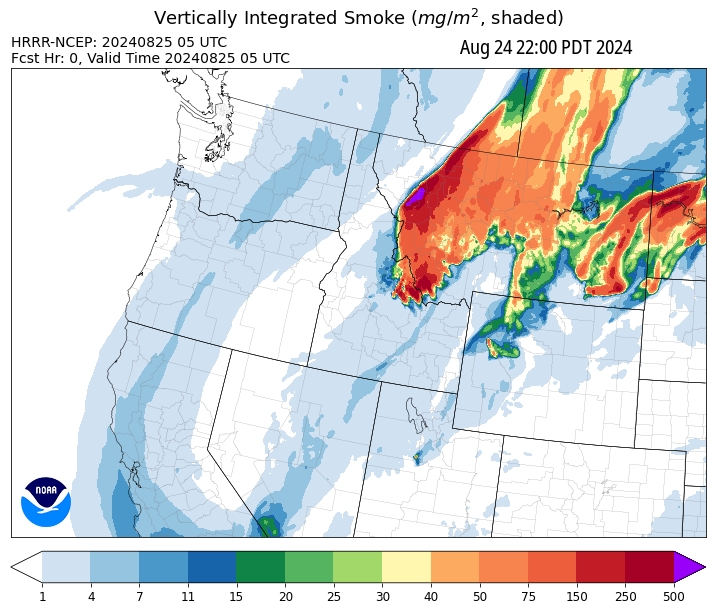 Vertically Integrated Smoke (mg/m², shaded)
HRRR-NCEP: 20240825 05 UTC
Fcst Hr: 0, Valid Time 20240825 05 UTC
Aug 24 22:00 PDT 2024
NOAA
1 4 7 11 15 20 25 30 40 50 75 150 250 500